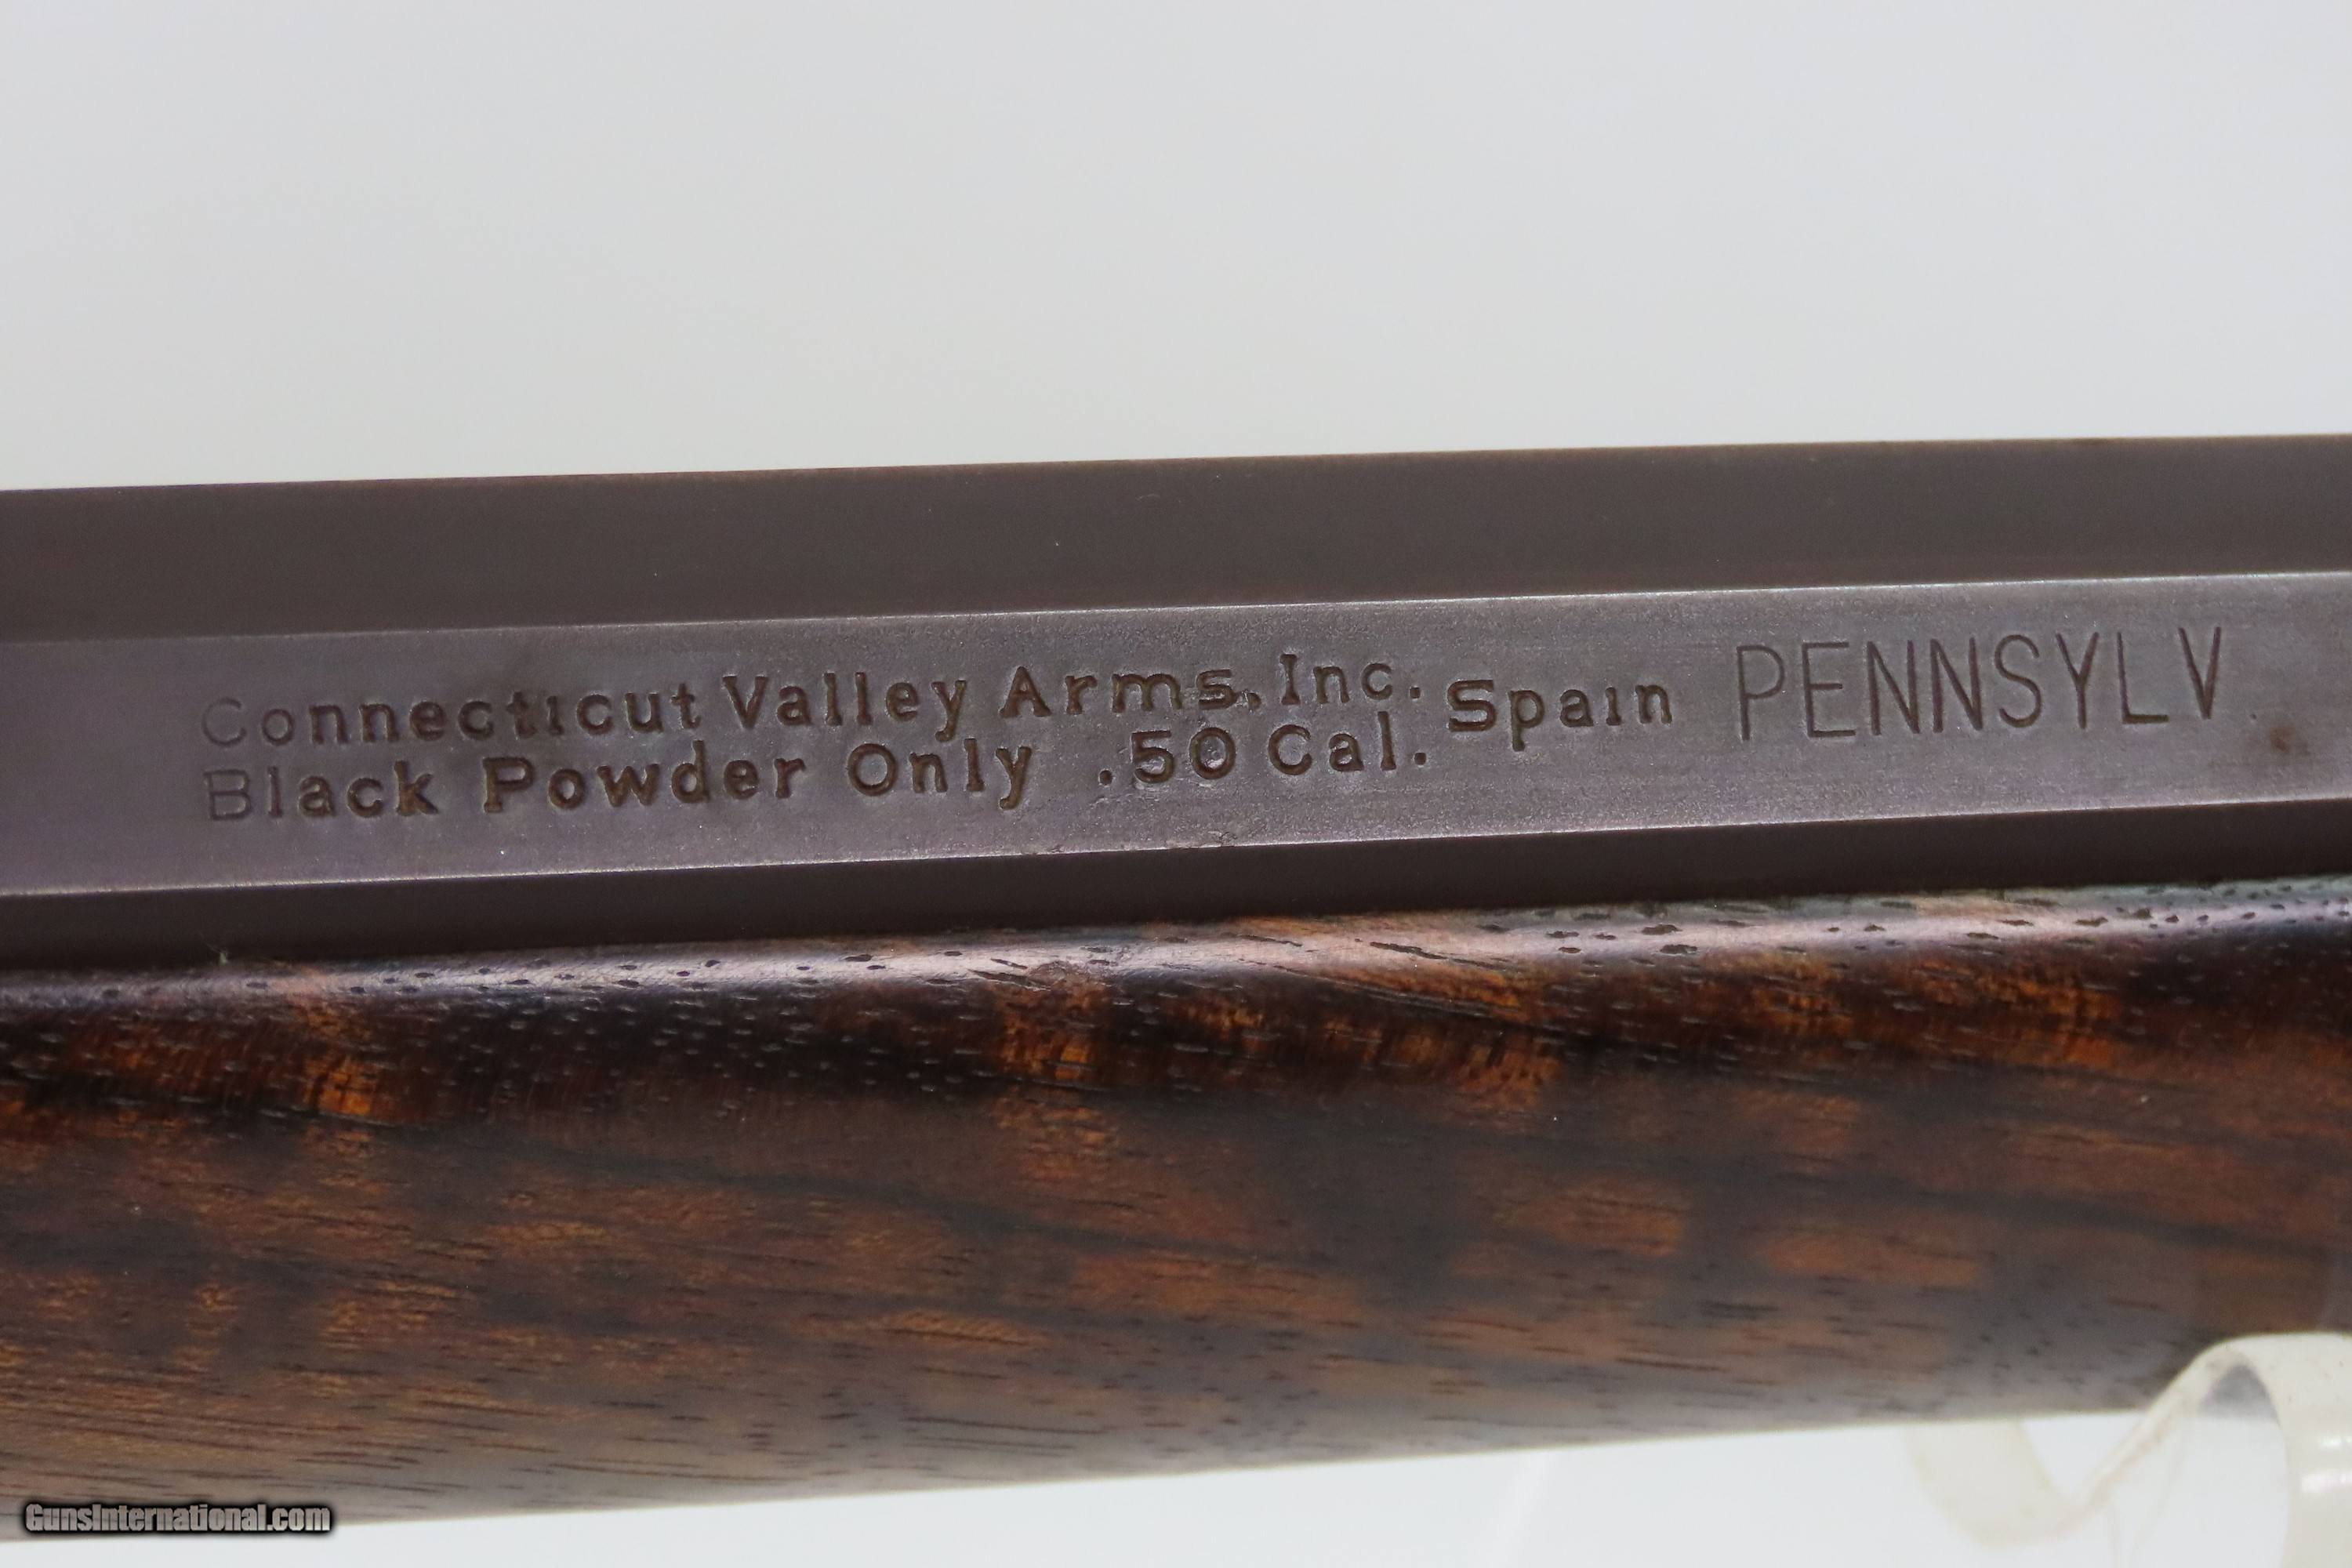 Connecticut Valley Arms, Inc. Spain PENNSYLV.
Black Powder Only .50 Cal.
GunsInternational.com